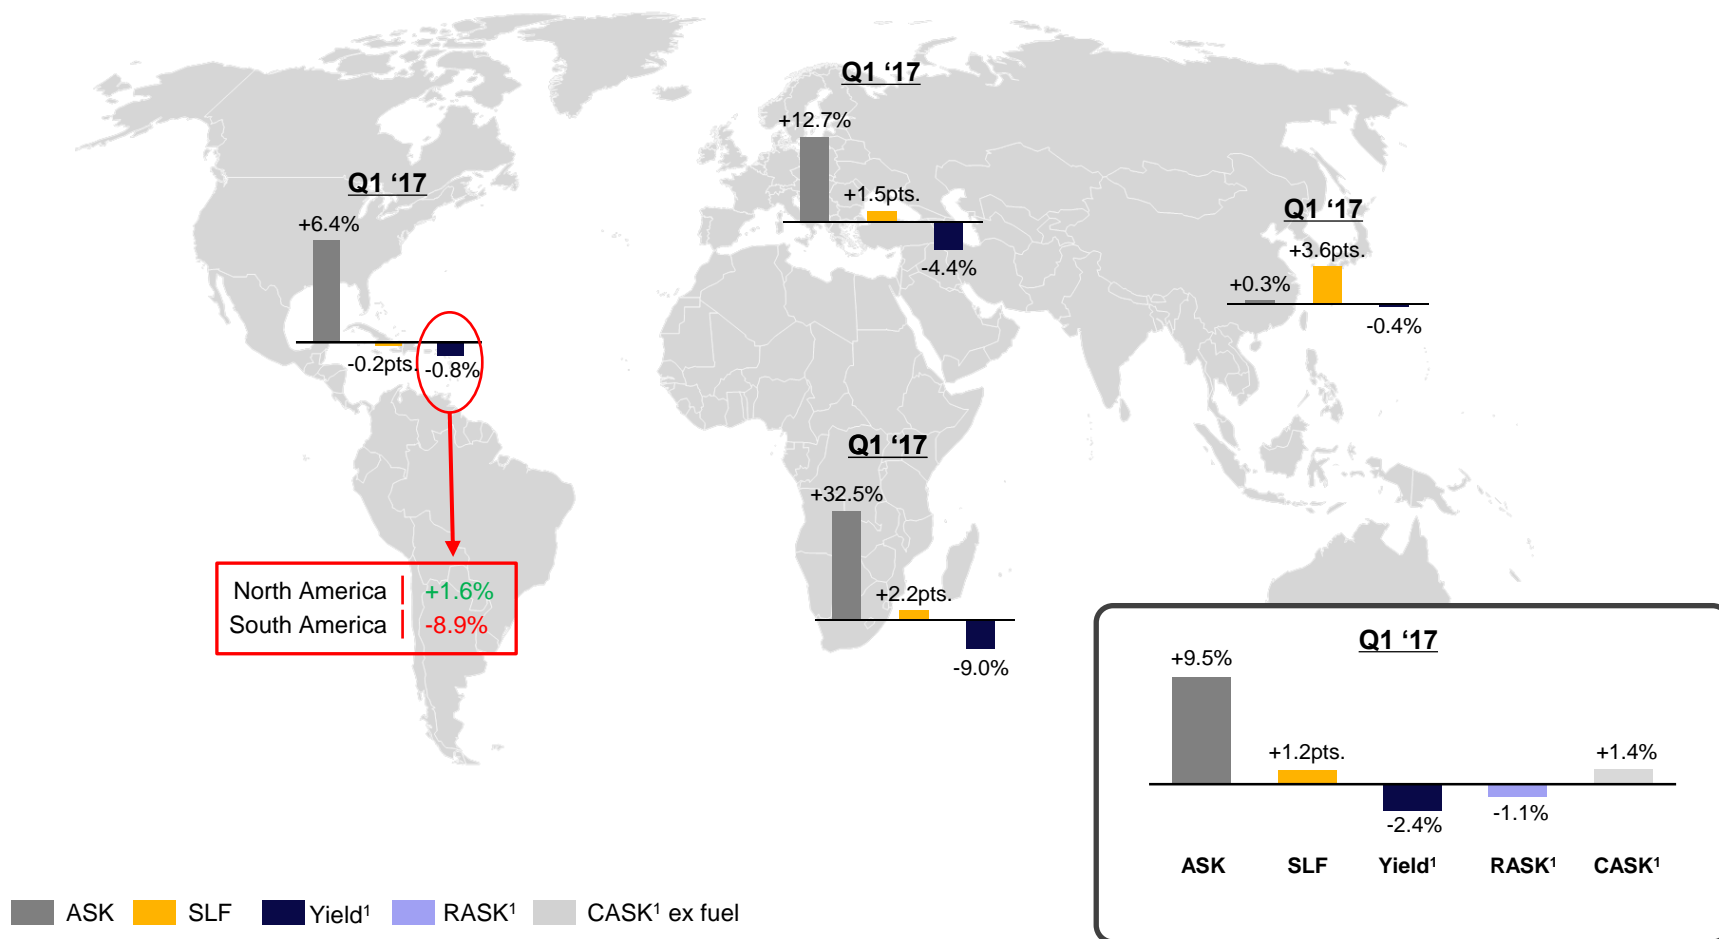 Q1 ‘17
+12.7%
+1.5pts.
-4.4%
Q1 ‘17
+6.4%
-0.2pts.
-0.8%
Q1 ‘17
+3.6pts.
+0.3%
-0.4%
Q1 ‘17
+32.5%
+2.2pts.
-9.0%
North America +1.6%
South America -8.9%
Q1 ‘17
+9.5%
+1.2pts.
-2.4%
-1.1%
+1.4%
ASK SLF Yield¹ RASK¹ CASK¹
ASK SLF Yield¹ RASK¹ CASK¹ ex fuel